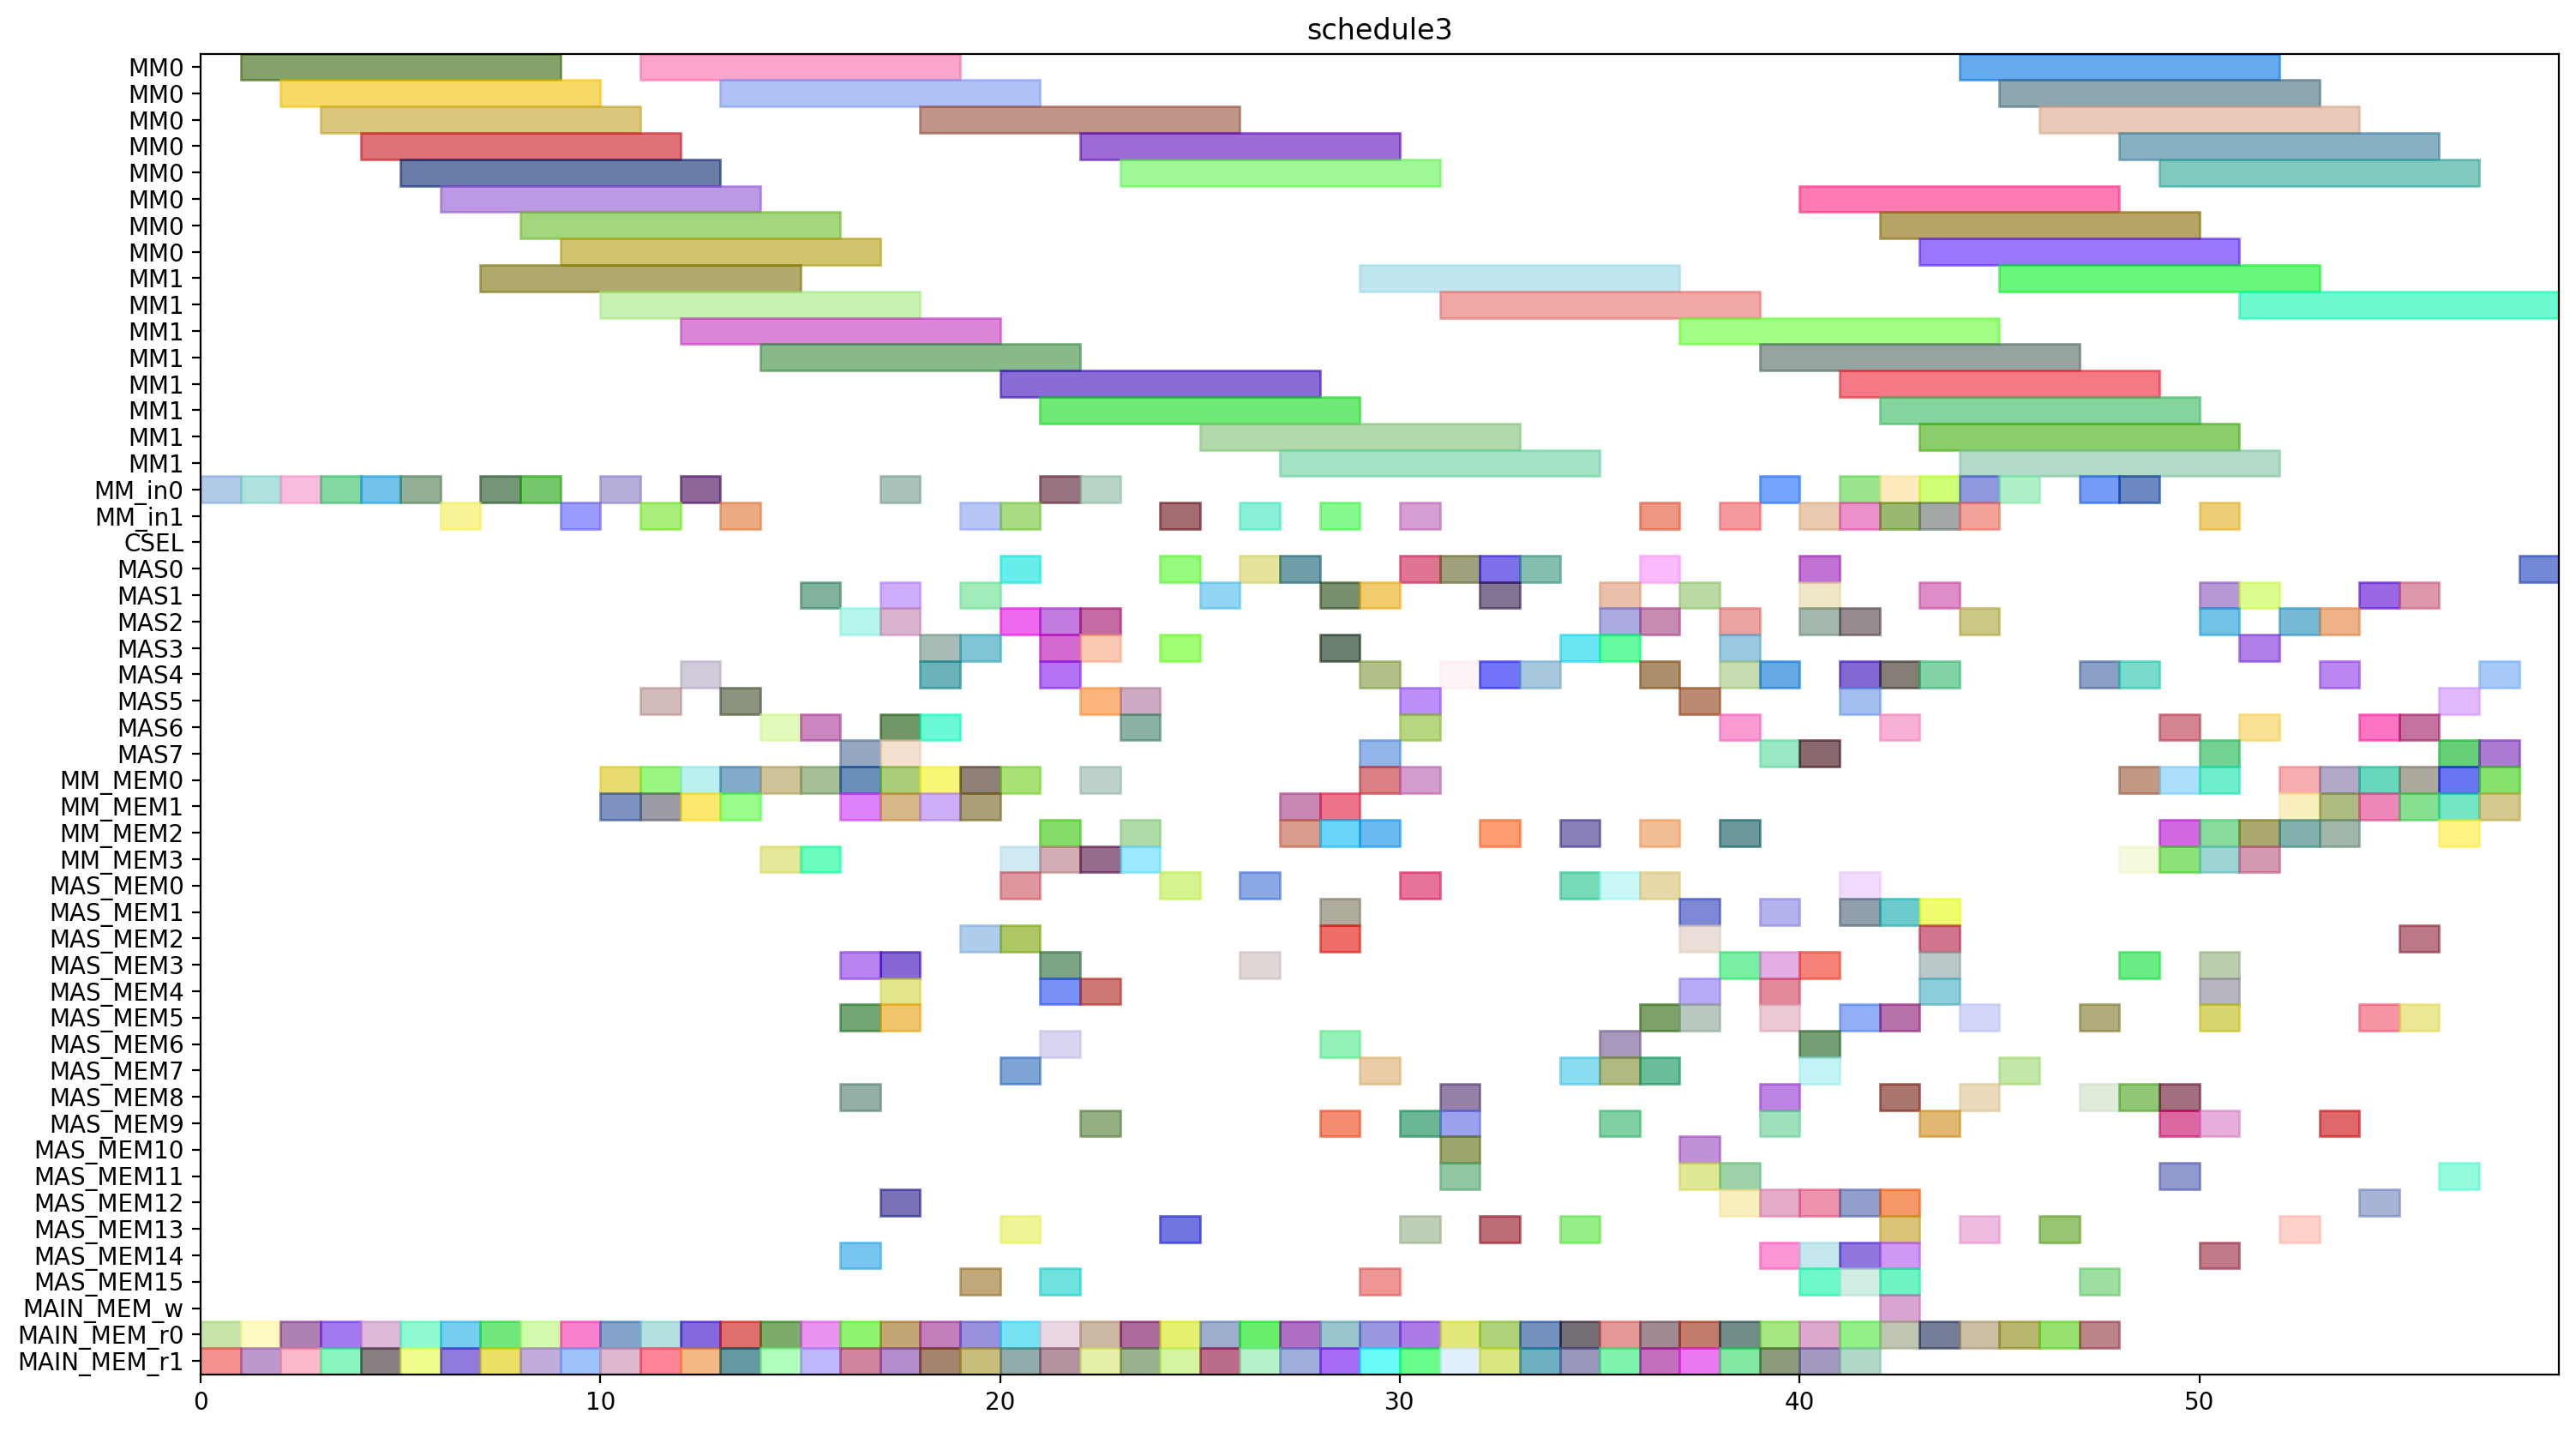 schedule3
MM0
MM0
MM0
MM0
MM0
MM0
MM0
MM0
MM1
MM1
MM1
MM1
MM1
MM1
MM1
MM1
MM_in0
MM_in1
CSEL
MAS0
MAS1
MAS2
MAS3
MAS4
MAS5
MAS6
MAS7
MM_MEM0
MM_MEM1
MM_MEM2
MM_MEM3
MAS_MEM0
MAS_MEM1
MAS_MEM2
MAS_MEM3
MAS_MEM4
MAS_MEM5
MAS_MEM6
MAS_MEM7
MAS_MEM8
MAS_MEM9
MAS_MEM10
MAS_MEM11
MAS_MEM12
MAS_MEM13
MAS_MEM14
MAS_MEM15
MAIN_MEM_w
MAIN_MEM_r0
MAIN_MEM_r1
0 10 20 30 40 50